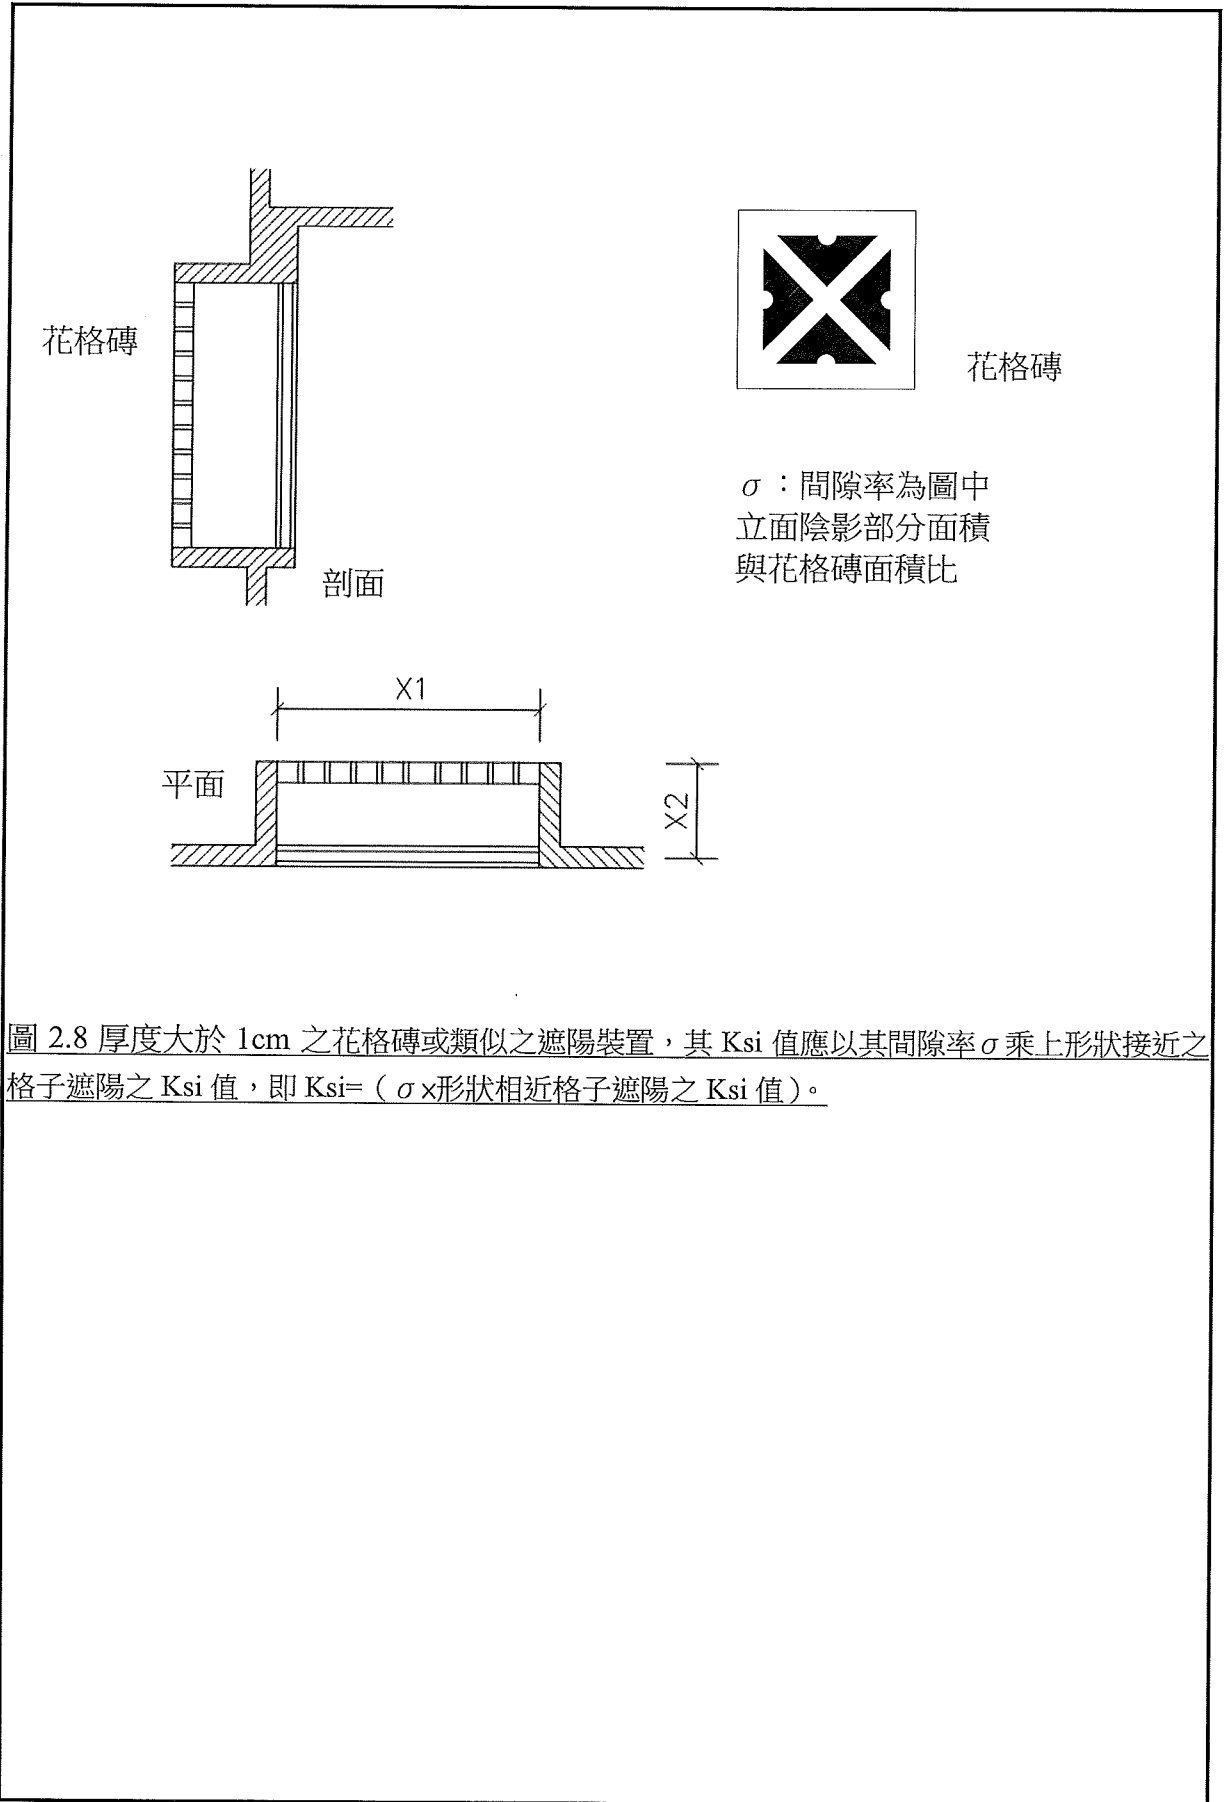 花格磚
剖面
花格磚
σ：間隙率為圖中
立面陰影部分面積
與花格磚面積比
X1
平面
X2
圖 2.8 厚度大於 1cm 之花格磚或類似之遮陽裝置，其 Ksi 值應以其間隙率σ乘上形狀接近之
格子遮陽之 Ksi 值，即 Ksi=（σx形狀相近格子遮陽之 Ksi 值）。